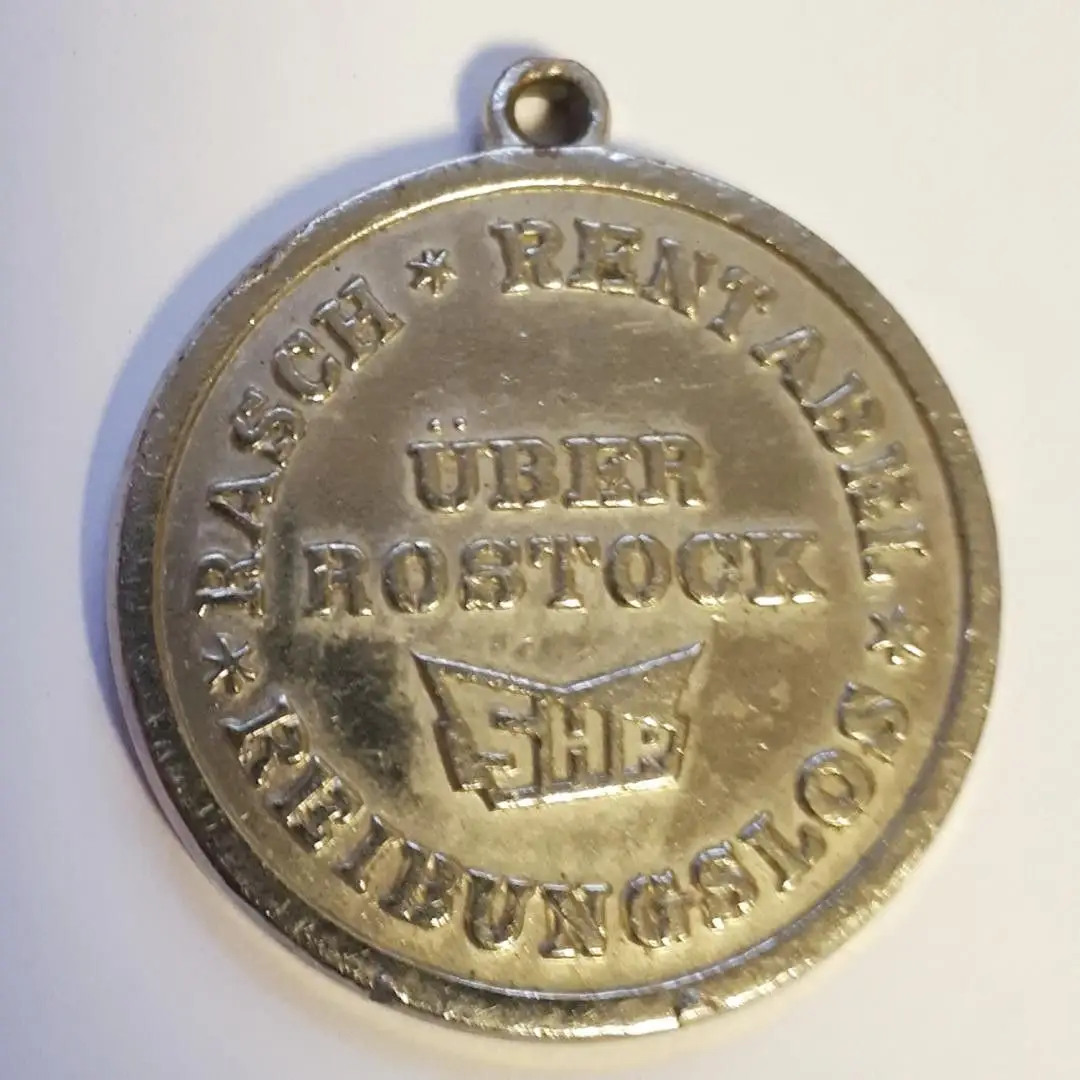 RASCH * RENTABEL * REIBUNGSLOS *
ÜBER
ROSTOCK
SHR